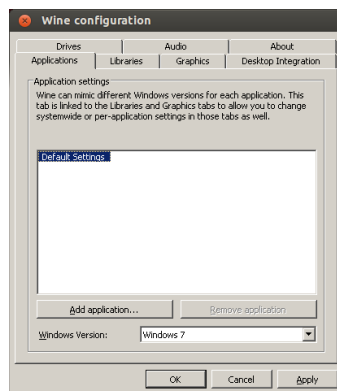 Wine configuration
Drives Audio About
Applications Libraries Graphics Desktop Integration
Application settings
Wine can mimic different Windows versions for each application. This
tab is linked to the Libraries and Graphics tabs to allow you to change
systemwide or per-application settings in those tabs as well.
Default Settings
Add application... Remove application
Windows Version: Windows 7
OK Cancel Apply